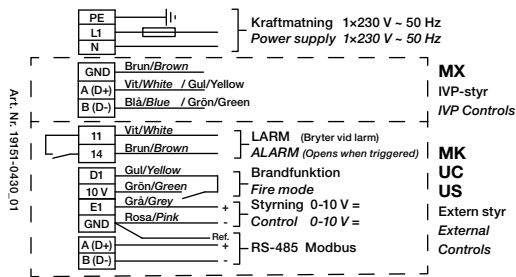 PE
L1
N
Kraftmatning 1×230 V ~ 50 Hz
Power supply 1×230 V ~ 50 Hz
GND Brun/Brown
A (D+) Vit/White / Gul/Yellow
B (D-) Blå/Blue / Grön/Green
MX
IVP-styr
IVP Controls
Art. Nr. 19151-0430_01
11 Vit/White
14 Brun/Brown
LARM (Bryter vid larm)
ALARM (Opens when triggered)
D1 Gul/Yellow
10 V Grön/Green
Brandfunktion
Fire mode
E1 Grå/Grey +
GND Rosa/Pink -
Styrning 0-10 V =
Control 0-10 V =
Ref.
A (D+) +
B (D-) -
RS-485 Modbus
MK
UC
US
Extern styr
External
Controls